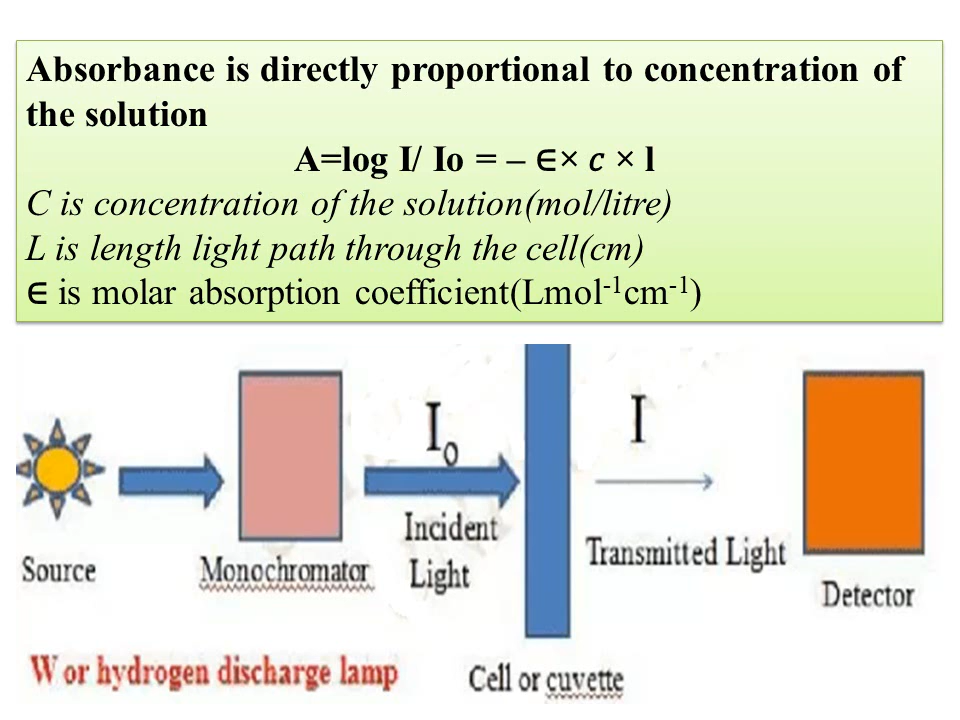 Absorbance is directly proportional to concentration of
the solution
A=log I/ Io = – ∈× 𝑐 × l
C is concentration of the solution(mol/litre)
L is length light path through the cell(cm)
∈ is molar absorption coefficient(Lmol⁻¹cm⁻¹)
I₀
I
Incident
Light
Transmitted Light
Source
Monochromator
Detector
W or hydrogen discharge lamp
Cell or cuvette